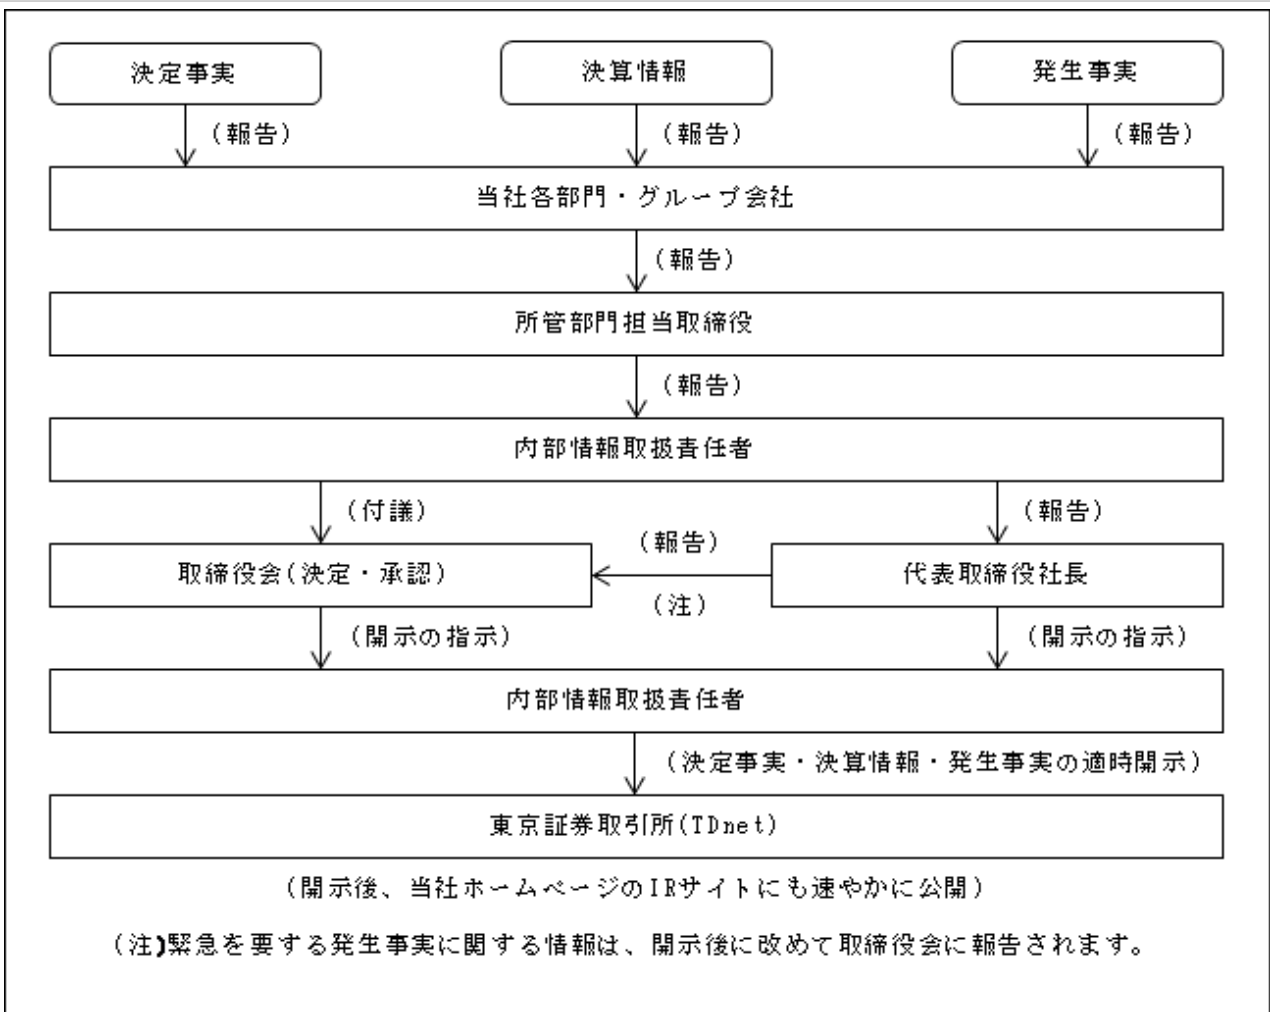 決定事実 決算情報 発生事実
(報告) (報告) (報告)
当社各部門・グループ会社
(報告)
所管部門担当取締役
(報告)
内部情報取扱責任者
(付議) (報告)
(報告)
取締役会(決定・承認) 代表取締役社長
(注)
(開示の指示) (開示の指示)
内部情報取扱責任者
(決定事実・決算情報・発生事実の適時開示)
東京証券取引所(TDnet)
(開示後、当社ホームページのIRサイトにも速やかに公開)
(注)緊急を要する発生事実に関する情報は、開示後に改めて取締役会に報告されます。